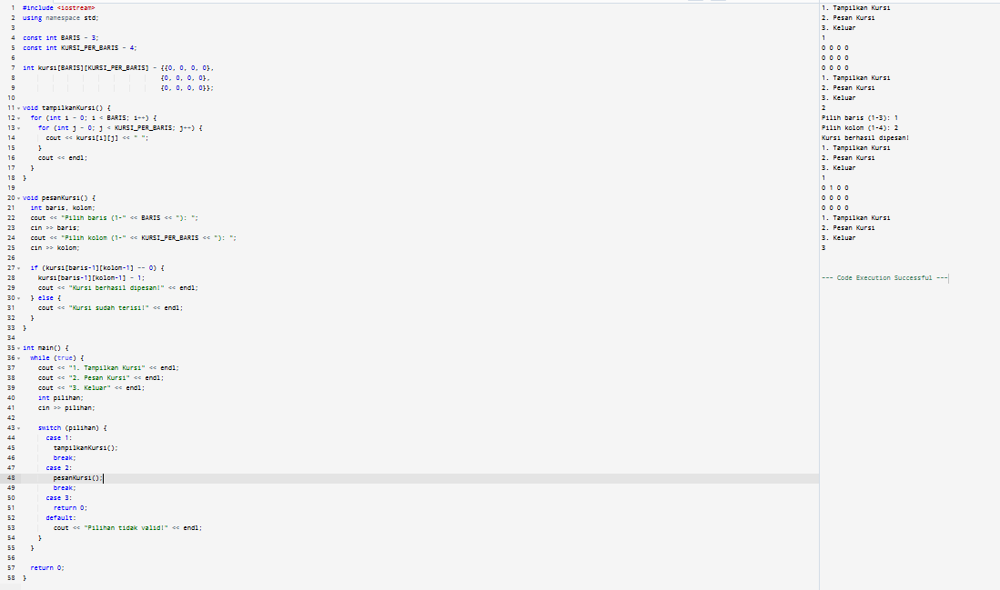 1 #include <iostream>
2 using namespace std;
3
4 const int BARIS = 3;
5 const int KURSI_PER_BARIS = 4;
6
7 int kursi[BARIS][KURSI_PER_BARIS] = {{0, 0, 0, 0},
8 {0, 0, 0, 0},
9 {0, 0, 0, 0}};
10
11 void tampilkanKursi() {
12 for (int i = 0; i < BARIS; i++) {
13 for (int j = 0; j < KURSI_PER_BARIS; j++) {
14 cout << kursi[i][j] << " ";
15 }
16 cout << endl;
17 }
18 }
19
20 void pesanKursi() {
21 int baris, kolom;
22 cout << "Pilih baris (1-" << BARIS << "): ";
23 cin >> baris;
24 cout << "Pilih kolom (1-" << KURSI_PER_BARIS << "): ";
25 cin >> kolom;
26
27 if (kursi[baris-1][kolom-1] == 0) {
28 kursi[baris-1][kolom-1] = 1;
29 cout << "Kursi berhasil dipesan!" << endl;
30 } else {
31 cout << "Kursi sudah terisi!" << endl;
32 }
33 }
34
35 int main() {
36 while (true) {
37 cout << "1. Tampilkan Kursi" << endl;
38 cout << "2. Pesan Kursi" << endl;
39 cout << "3. Keluar" << endl;
40 int pilihan;
41 cin >> pilihan;
42
43 switch (pilihan) {
44 case 1:
45 tampilkanKursi();
46 break;
47 case 2:
48 pesanKursi();
49 break;
50 case 3:
51 return 0;
52 default:
53 cout << "Pilihan tidak valid!" << endl;
54 }
55 }
56
57 return 0;
58 }
1. Tampilkan Kursi
2. Pesan Kursi
3. Keluar
1
0 0 0 0
0 0 0 0
0 0 0 0
1. Tampilkan Kursi
2. Pesan Kursi
3. Keluar
2
Pilih baris (1-3): 1
Pilih kolom (1-4): 2
Kursi berhasil dipesan!
1. Tampilkan Kursi
2. Pesan Kursi
3. Keluar
1
0 1 0 0
0 0 0 0
0 0 0 0
1. Tampilkan Kursi
2. Pesan Kursi
3. Keluar
3
=== Code Execution Successful ===